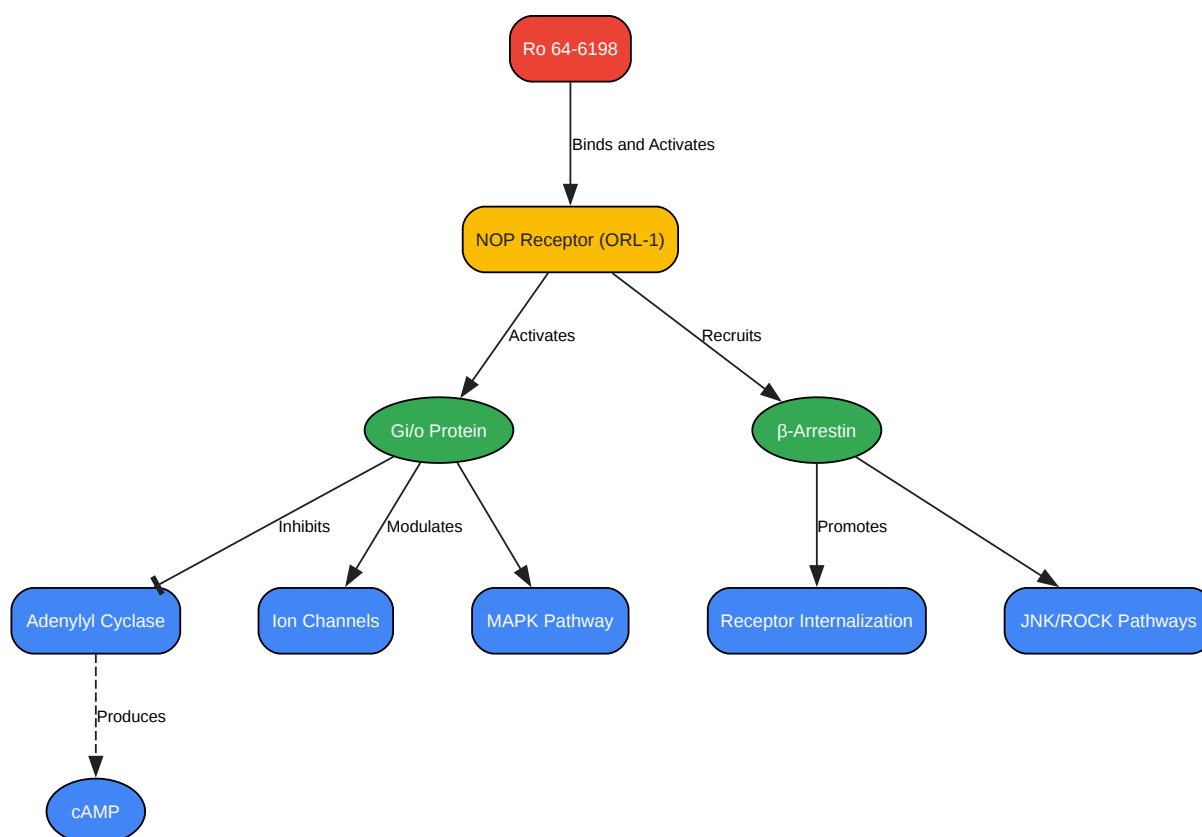 Ro 64-6198
Binds and Activates
NOP Receptor (ORL-1)
Activates
Recruits
Gi/o Protein
β-Arrestin
Inhibits
Modulates
Promotes
Adenylyl Cyclase
Ion Channels
MAPK Pathway
Receptor Internalization
JNK/ROCK Pathways
Produces
cAMP